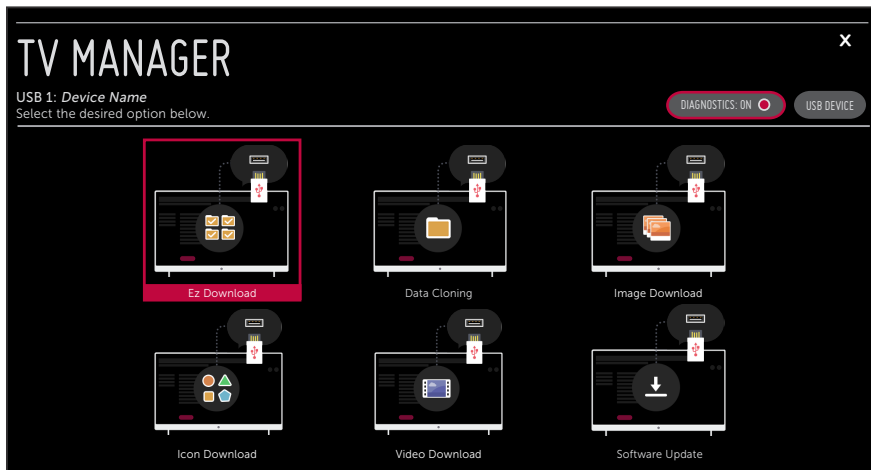 X
TV MANAGER
USB 1: Device Name
Select the desired option below.
DIAGNOSTICS: ON
USB DEVICE
Ez Download
Data Cloning
Image Download
Icon Download
Video Download
Software Update